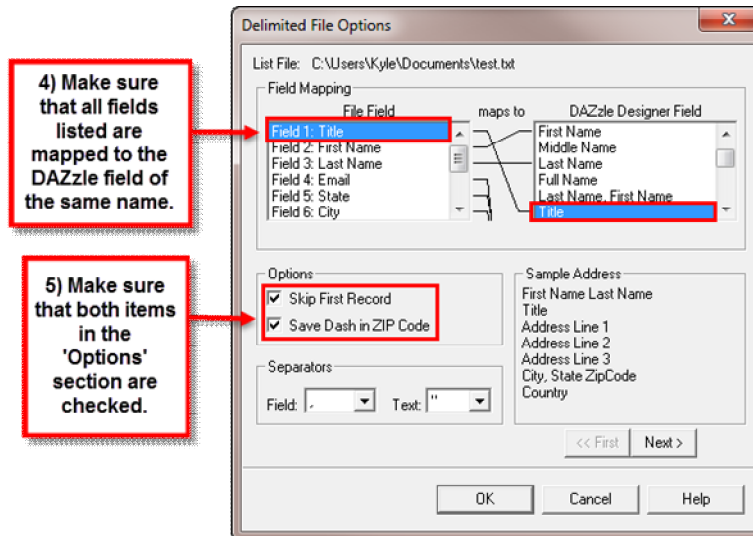 Delimited File Options
x
List File: C:\Users\Kyle\Documents\test.txt
4) Make sure
that all fields
listed are
mapped to the
DAZzle field of
the same name.
Field Mapping
File Field
maps to
DAZzle Designer Field
Field 1: Title
Field 2: First Name
Field 3: Last Name
Field 4: Email
Field 5: State
Field 6: City
First Name
Middle Name
Last Name
Full Name
Last Name, First Name
Title
5) Make sure
that both items
in the
'Options'
section are
checked.
Options
Skip First Record
Save Dash in ZIP Code
Separators
Field: ,
Text: "
Sample Address
First Name Last Name
Title
Address Line 1
Address Line 2
Address Line 3
City, State ZipCode
Country
<< First
Next >
OK
Cancel
Help